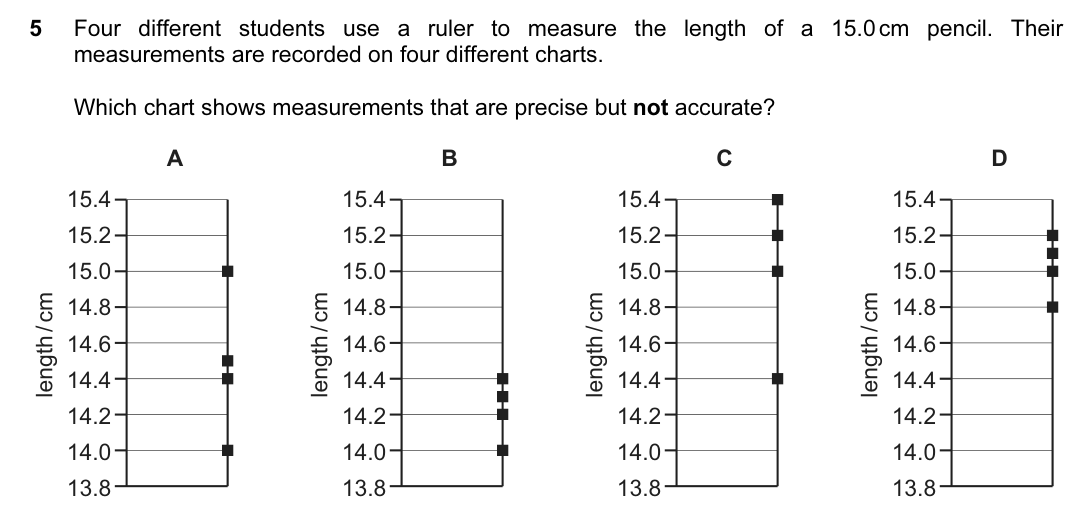 5 Four different students use a ruler to measure the length of a 15.0 cm pencil. Their
measurements are recorded on four different charts.
Which chart shows measurements that are precise but not accurate?
A B C D
15.4 15.4 15.4 15.4
15.2 15.2 15.2 15.2
15.0 15.0 15.0 15.0
14.8 14.8 14.8 14.8
length / cm length / cm length / cm length / cm
14.6 14.6 14.6 14.6
14.4 14.4 14.4 14.4
14.2 14.2 14.2 14.2
14.0 14.0 14.0 14.0
13.8 13.8 13.8 13.8